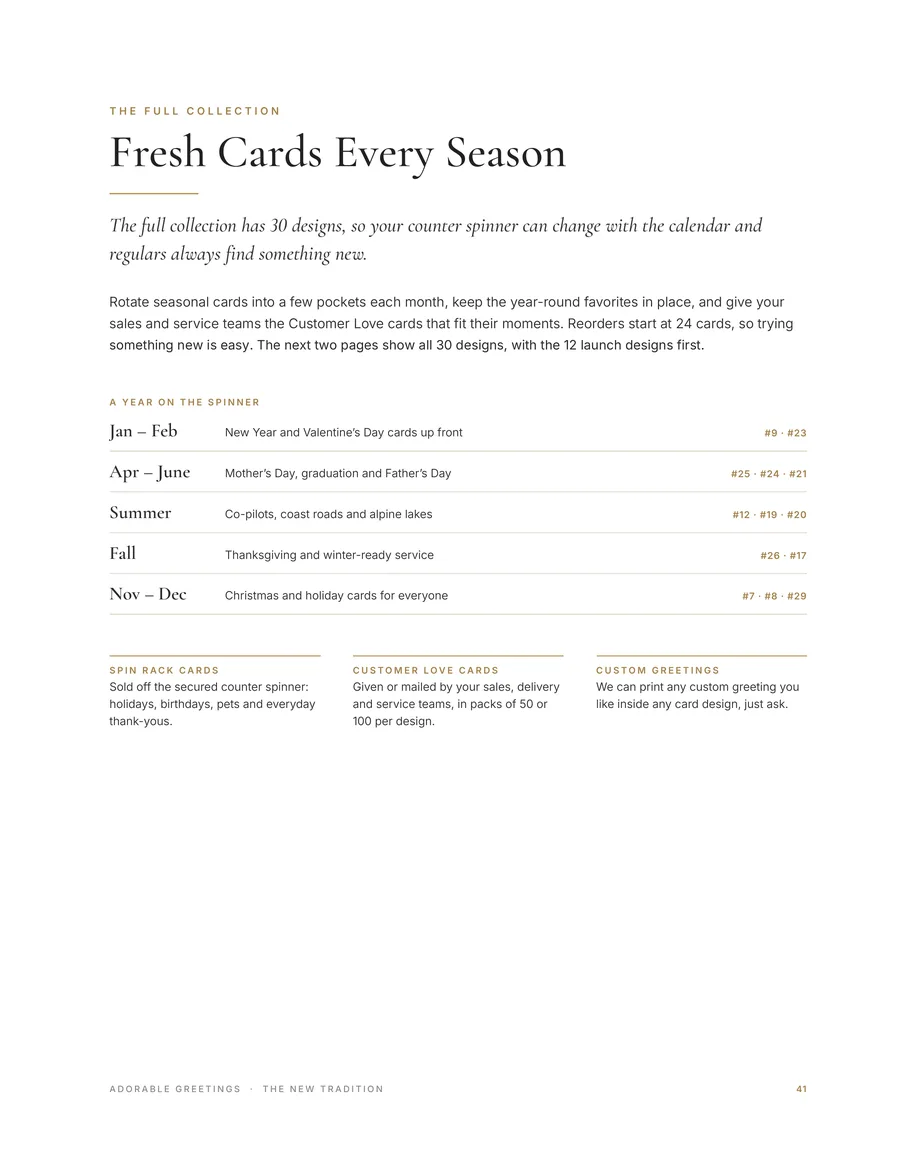 THE FULL COLLECTION
Fresh Cards Every Season
The full collection has 30 designs, so your counter spinner can change with the calendar and
regulars always find something new.
Rotate seasonal cards into a few pockets each month, keep the year-round favorites in place, and give your
sales and service teams the Customer Love cards that fit their moments. Reorders start at 24 cards, so trying
something new is easy. The next two pages show all 30 designs, with the 12 launch designs first.
A YEAR ON THE SPINNER
Jan – Feb New Year and Valentine’s Day cards up front #9 · #23
Apr – June Mother’s Day, graduation and Father’s Day #25 · #24 · #21
Summer Co-pilots, coast roads and alpine lakes #12 · #19 · #20
Fall Thanksgiving and winter-ready service #26 · #17
Nov – Dec Christmas and holiday cards for everyone #7 · #8 · #29
SPIN RACK CARDS
Sold off the secured counter spinner:
holidays, birthdays, pets and everyday
thank-yous.
CUSTOMER LOVE CARDS
Given or mailed by your sales, delivery
and service teams, in packs of 50 or
100 per design.
CUSTOM GREETINGS
We can print any custom greeting you
like inside any card design, just ask.
ADORABLE GREETINGS · THE NEW TRADITION 41